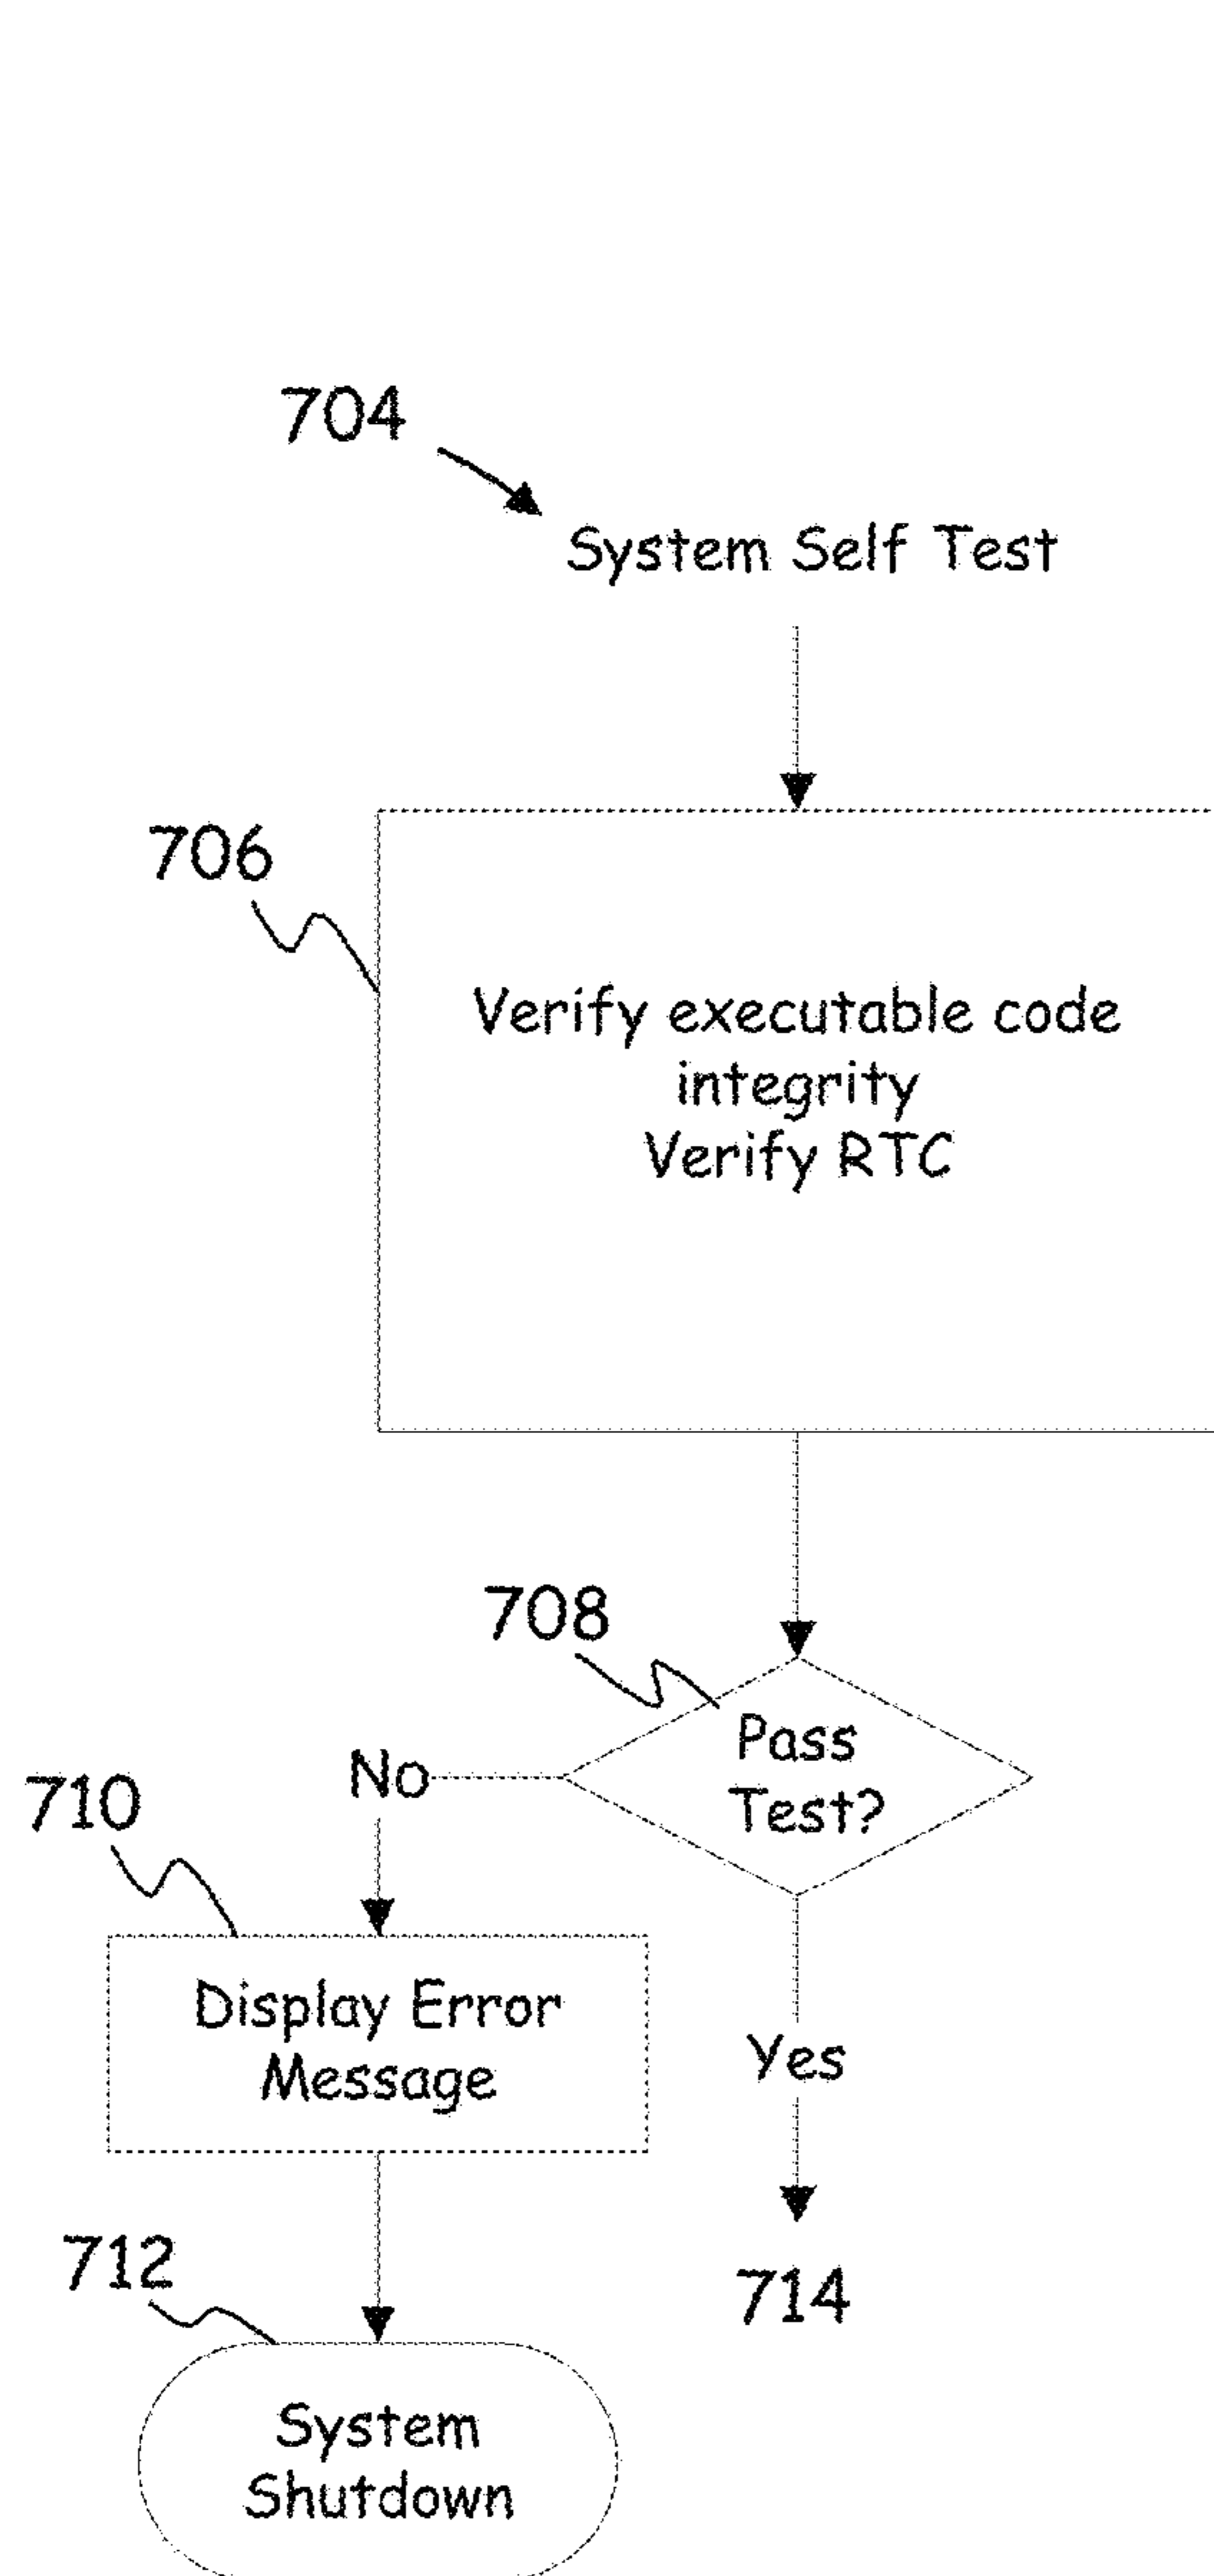 704
System Self Test
706
Verify executable code
integrity
Verify RTC
708
Pass
Test?
No
710
Display Error
Message
Yes
712
714
System
Shutdown